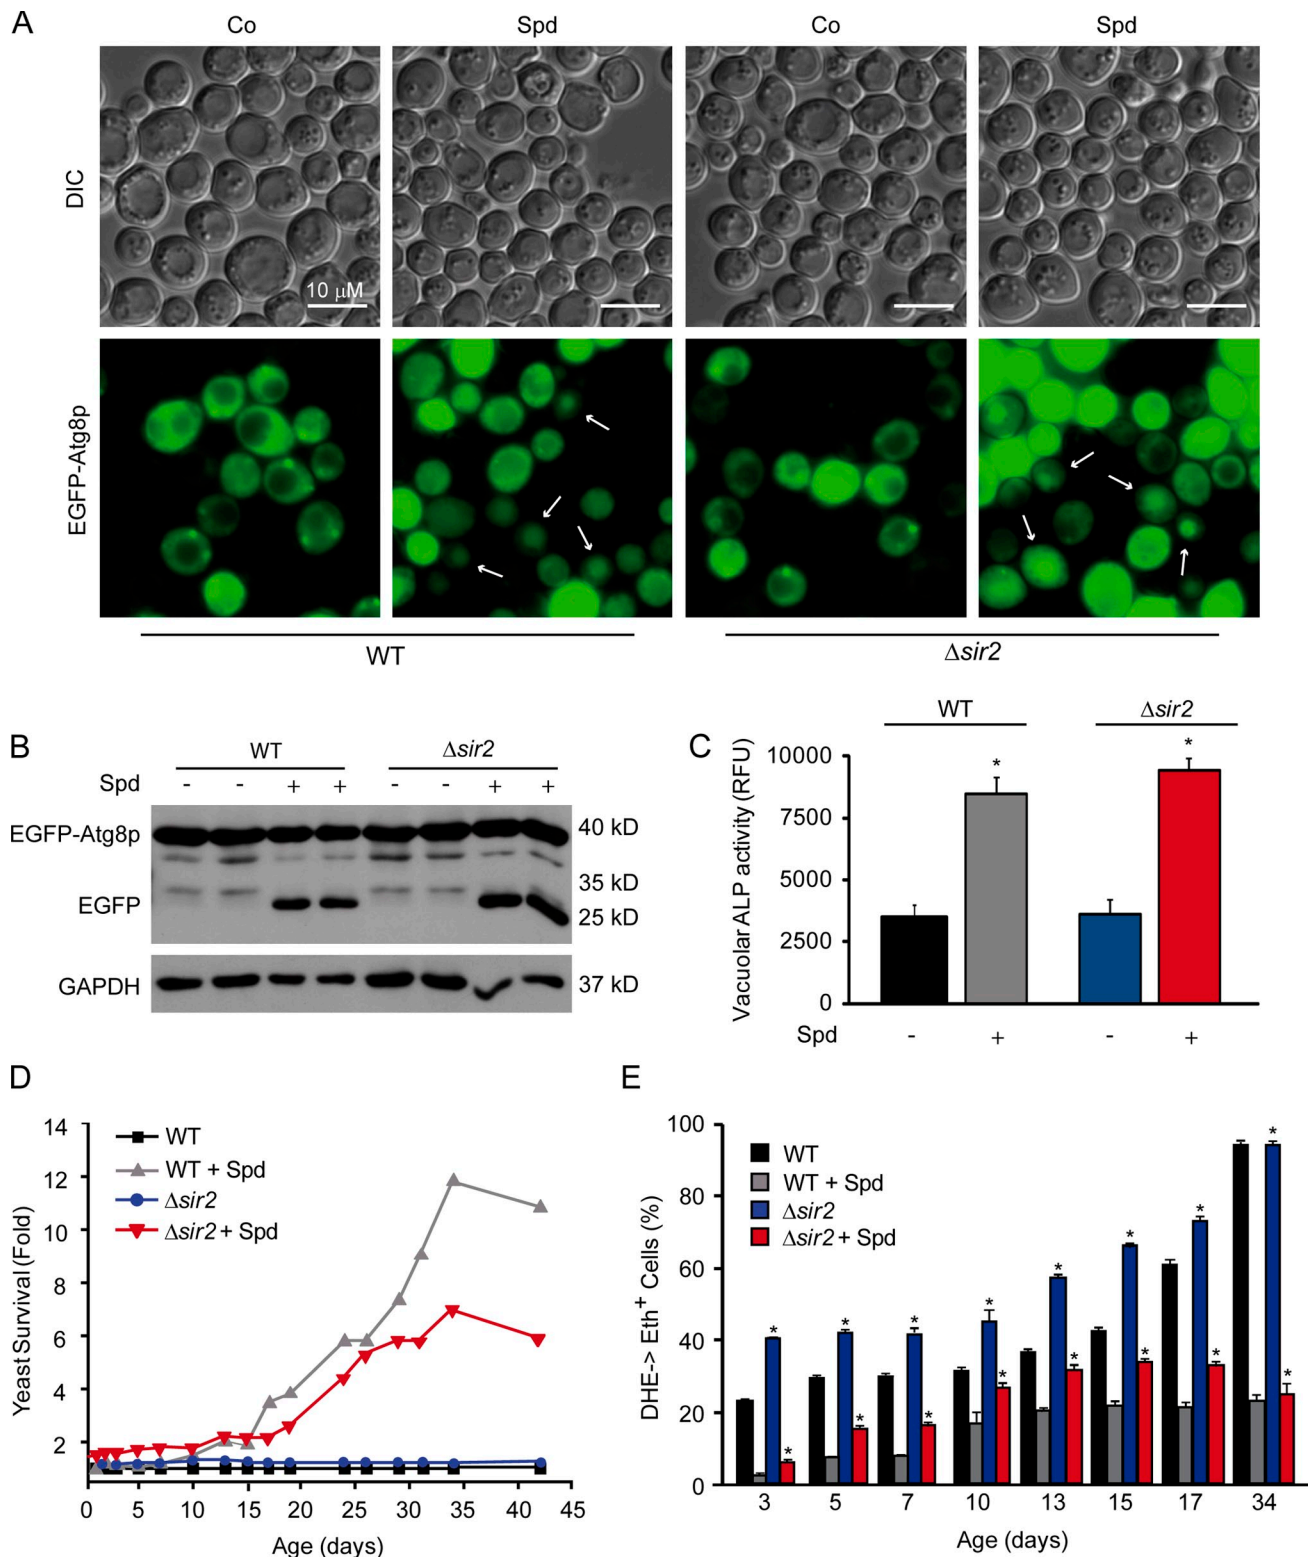 A
Co Spd Co Spd
DIC
10 μM
EGFP-Atg8p
WT Δsir2
B
WT Δsir2
Spd - - + + - - + +
EGFP-Atg8p 40 kD
35 kD
EGFP 25 kD
GAPDH 37 kD
C
WT Δsir2
Vacuolar ALP activity (RFU)
10000
7500
5000
2500
0
* *
Spd - + - +
D
Yeast Survival (Fold)
14
12
10
8
6
4
2
WT
WT + Spd
Δsir2
Δsir2 + Spd
0 5 10 15 20 25 30 35 40 45
Age (days)
E
DHE-> Eth+ Cells (%)
100
80
60
40
20
0
WT
WT + Spd
Δsir2
Δsir2 + Spd
* * * * * * * * * * * * * * * *
3 5 7 10 13 15 17 34
Age (days)